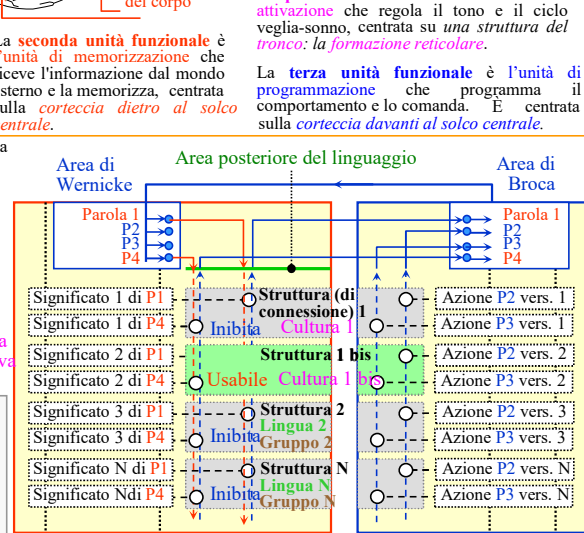 del corpo
La seconda unità funzionale è
l'unità di memorizzazione che
riceve l'informazione dal mondo
esterno e la memorizza, centrata
sulla corteccia dietro al solco
centrale.
attivazione che regola il tono e il ciclo
veglia-sonno, centrata su una struttura del
tronco: la formazione reticolare.
La terza unità funzionale è l'unità di
programmazione che programma il
comportamento e lo comanda. È centrata
sulla corteccia davanti al solco centrale.
Area di
Wernicke
Area posteriore del linguaggio
Area di
Broca
Parola 1
P2
P3
P4
Parola 1
P2
P3
P4
Significato 1 di P1
Significato 1 di P4
Struttura (di
connessione) 1
Inibita
Cultura 1
Azione P2 vers. 1
Azione P3 vers. 1
Significato 2 di P1
Significato 2 di P4
Struttura 1 bis
Usabile
Cultura 1 bis
Azione P2 vers. 2
Azione P3 vers. 2
Significato 3 di P1
Significato 3 di P4
Struttura 2
Lingua 2
Inibita
Gruppo 2
Azione P2 vers. 3
Azione P3 vers. 3
Significato N di P1
Significato Ndi P4
Struttura N
Lingua N
Inibita
Gruppo N
Azione P2 vers. N
Azione P3 vers. N